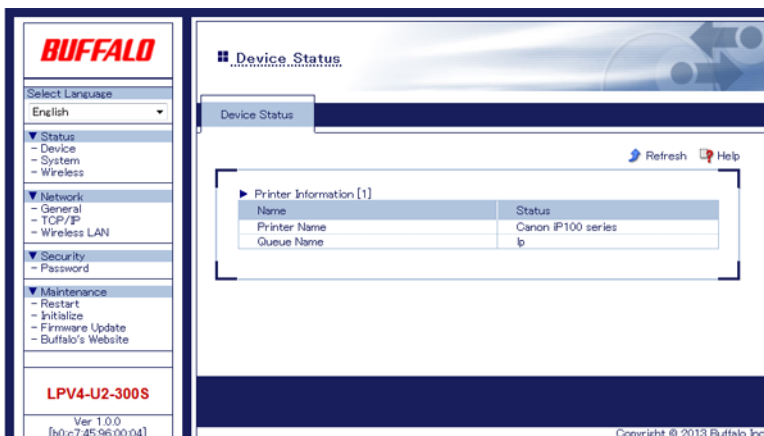 BUFFALO
Select Language
English
▼ Status
– Device
– System
– Wireless
▼ Network
– General
– TCP/IP
– Wireless LAN
▼ Security
– Password
▼ Maintenance
– Restart
– Initialize
– Firmware Update
– Buffalo's Website
LPV4-U2-300S
Ver 1.0.0
[b0:c7:45:96:00:04]
Device Status
Device Status
Refresh Help
► Printer Information [1]
Name Status
Printer Name Canon iP100 series
Queue Name lp
Copyright © 2013 Buffalo Inc